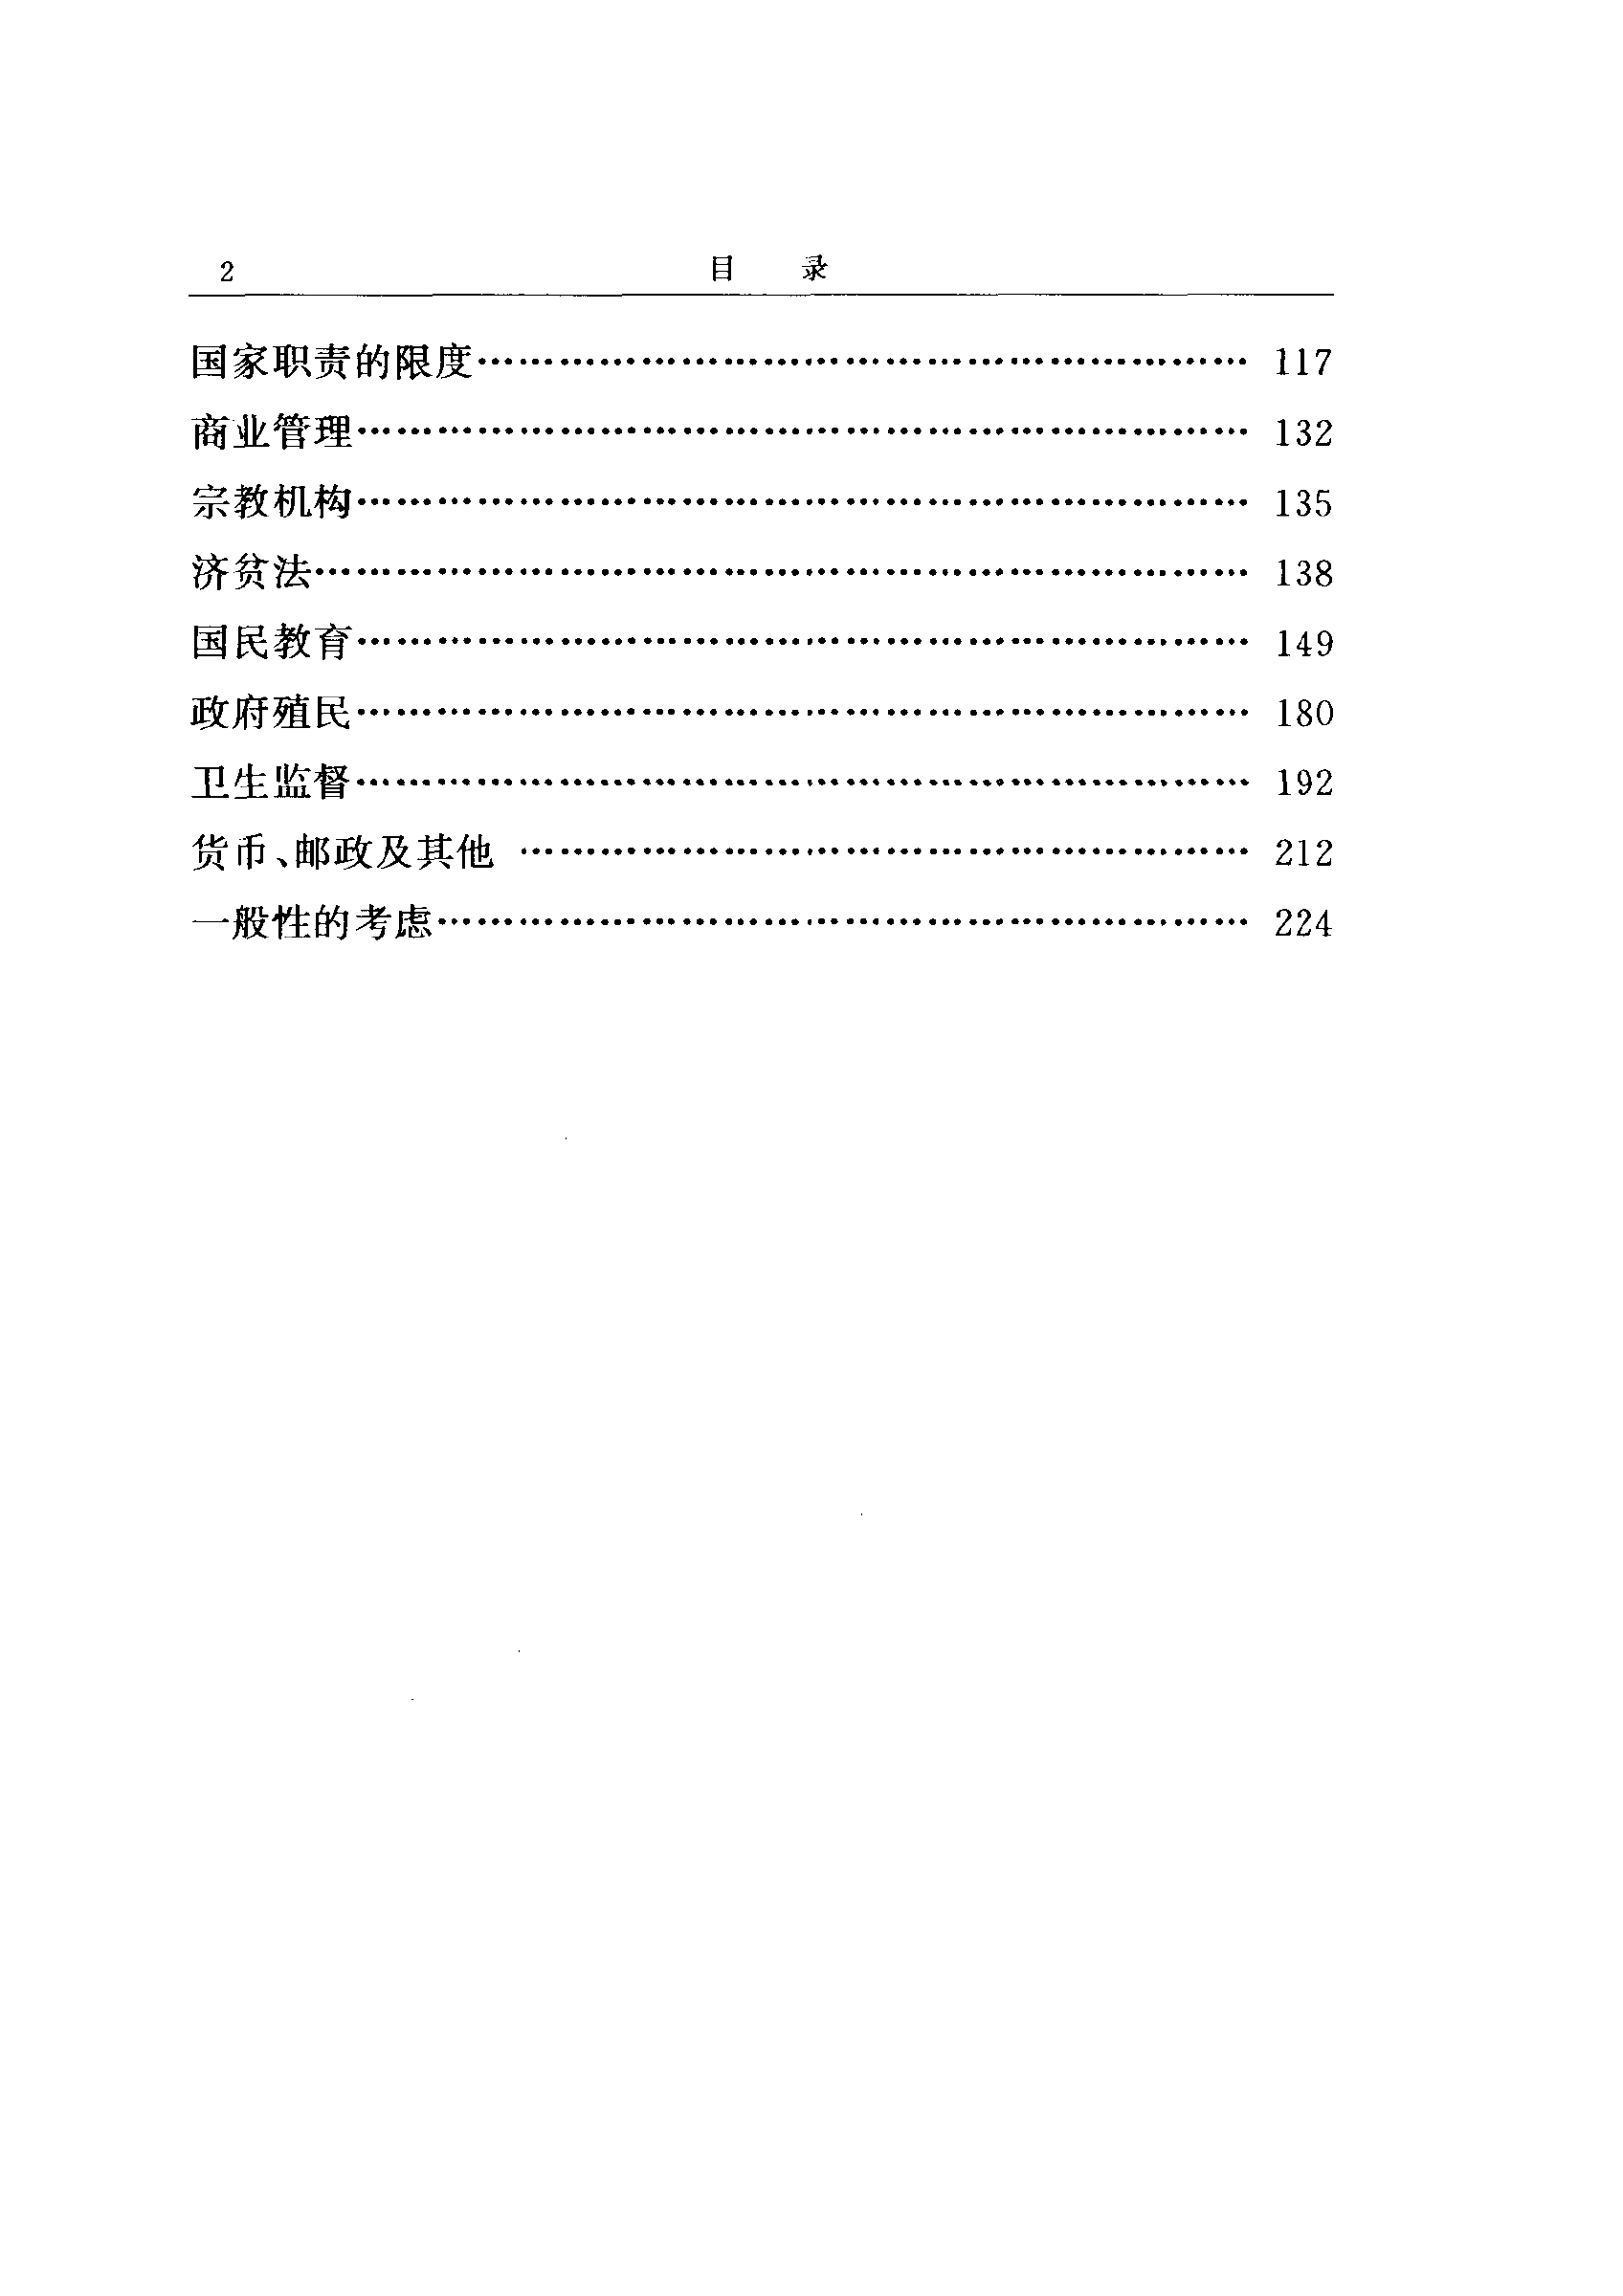 2 目 录
国家职责的限度…………………………………………………… 117
商业管理…………………………………………………………… 132
宗教机构…………………………………………………………… 135
济贫法……………………………………………………………… 138
国民教育…………………………………………………………… 149
政府殖民…………………………………………………………… 180
卫生监督…………………………………………………………… 192
货币、邮政及其他 ………………………………………………… 212
一般性的考虑……………………………………………………… 224